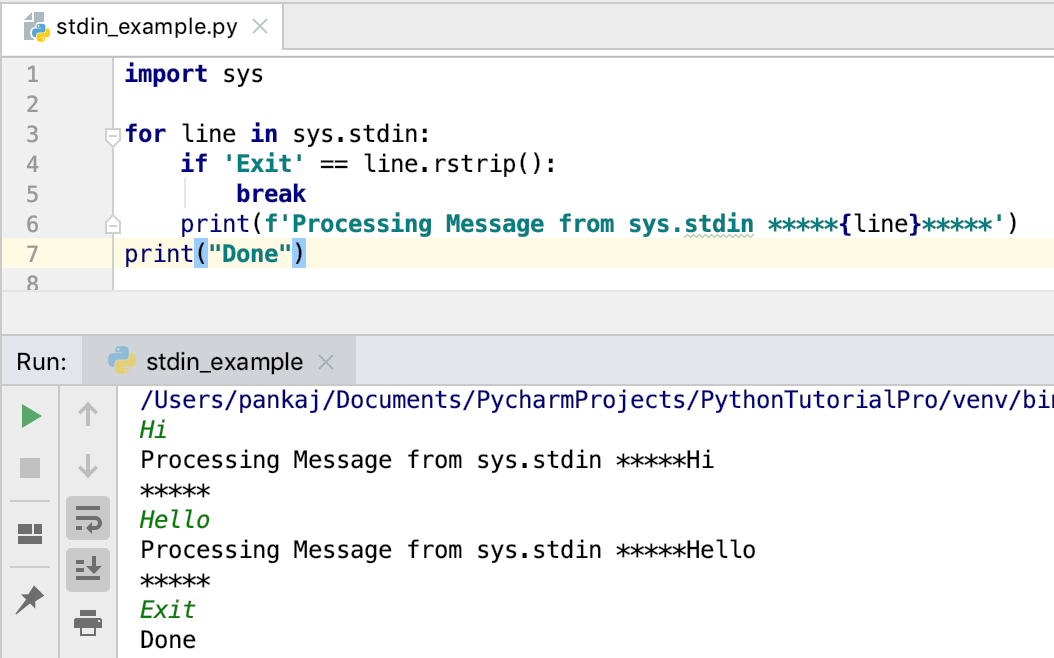 stdin_example.py
1 import sys
2
3 for line in sys.stdin:
4     if 'Exit' == line.rstrip():
5         break
6     print(f'Processing Message from sys.stdin *****{line}*****')
7 print("Done")
8
Run: stdin_example
/Users/pankaj/Documents/PycharmProjects/PythonTutorialPro/venv/bin
Hi
Processing Message from sys.stdin *****Hi
*****
Hello
Processing Message from sys.stdin *****Hello
*****
Exit
Done